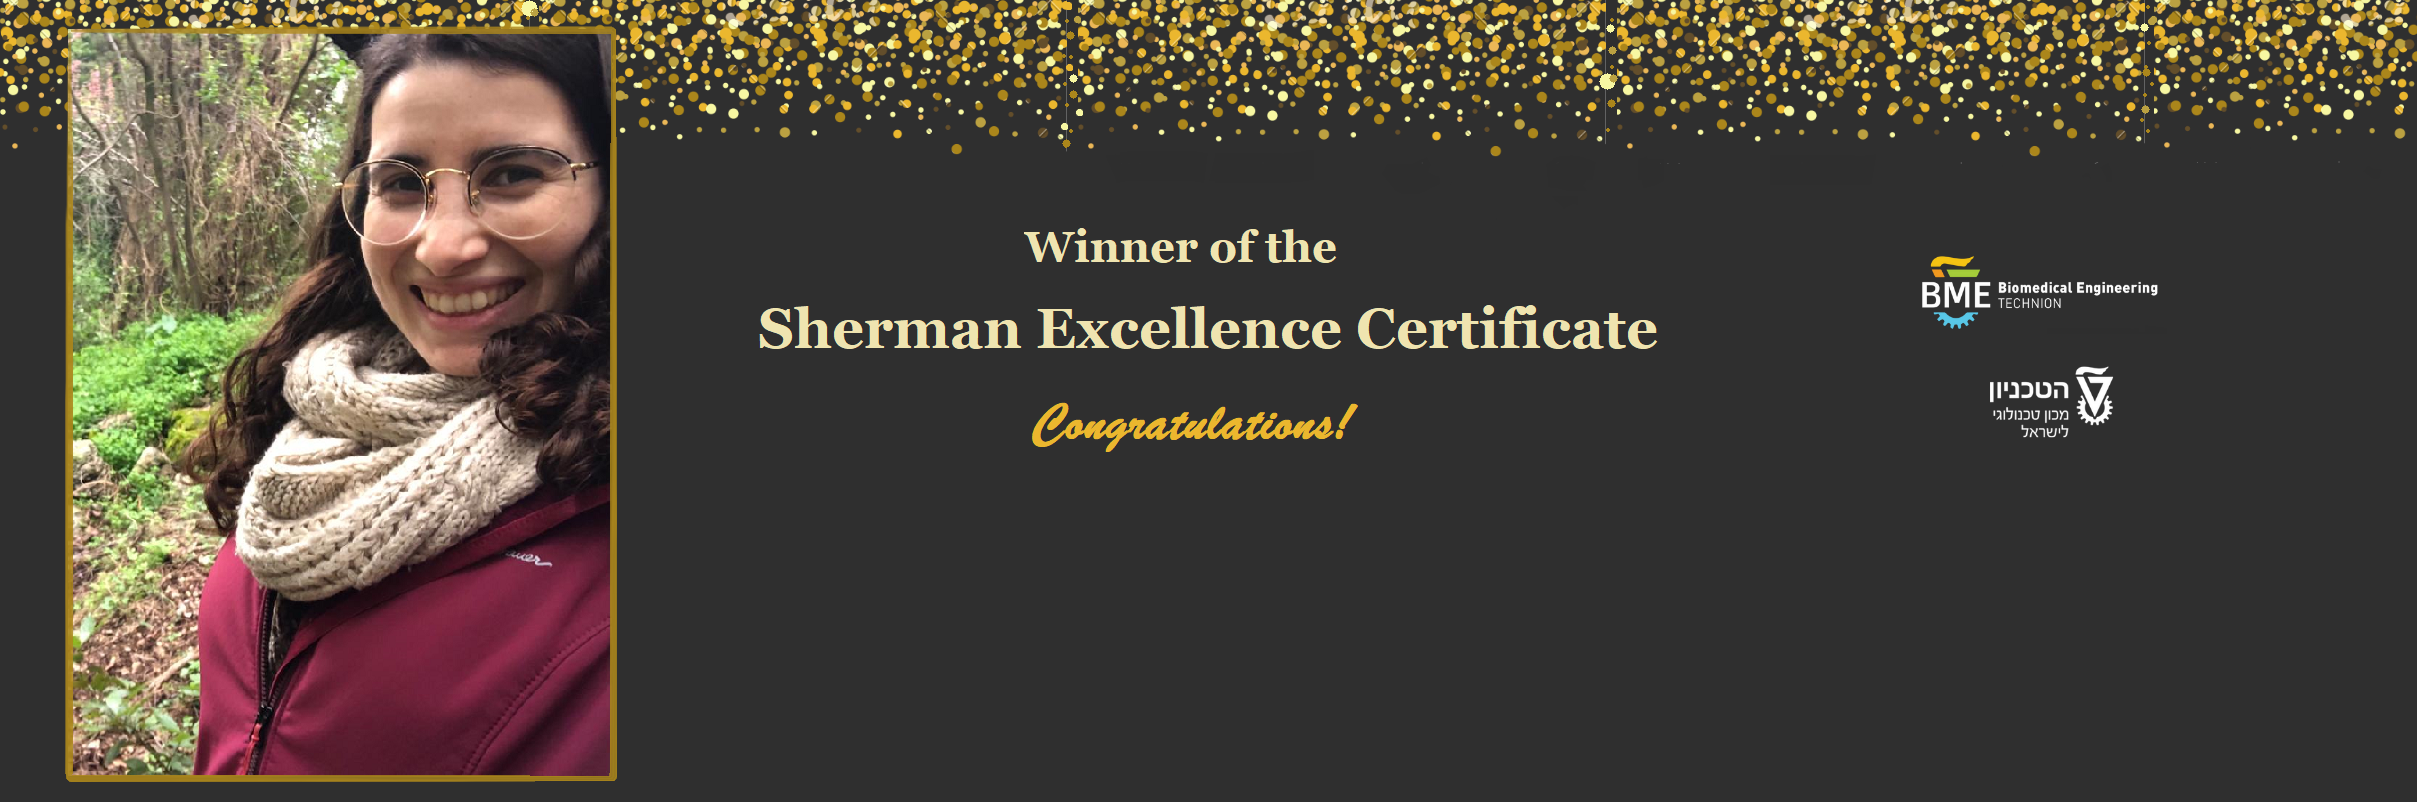 Winner of the
Sherman Excellence Certificate
Congratulations!
BME Biomedical Engineering
TECHNION
הטכניון
מכון טכנולוגי
לישראל